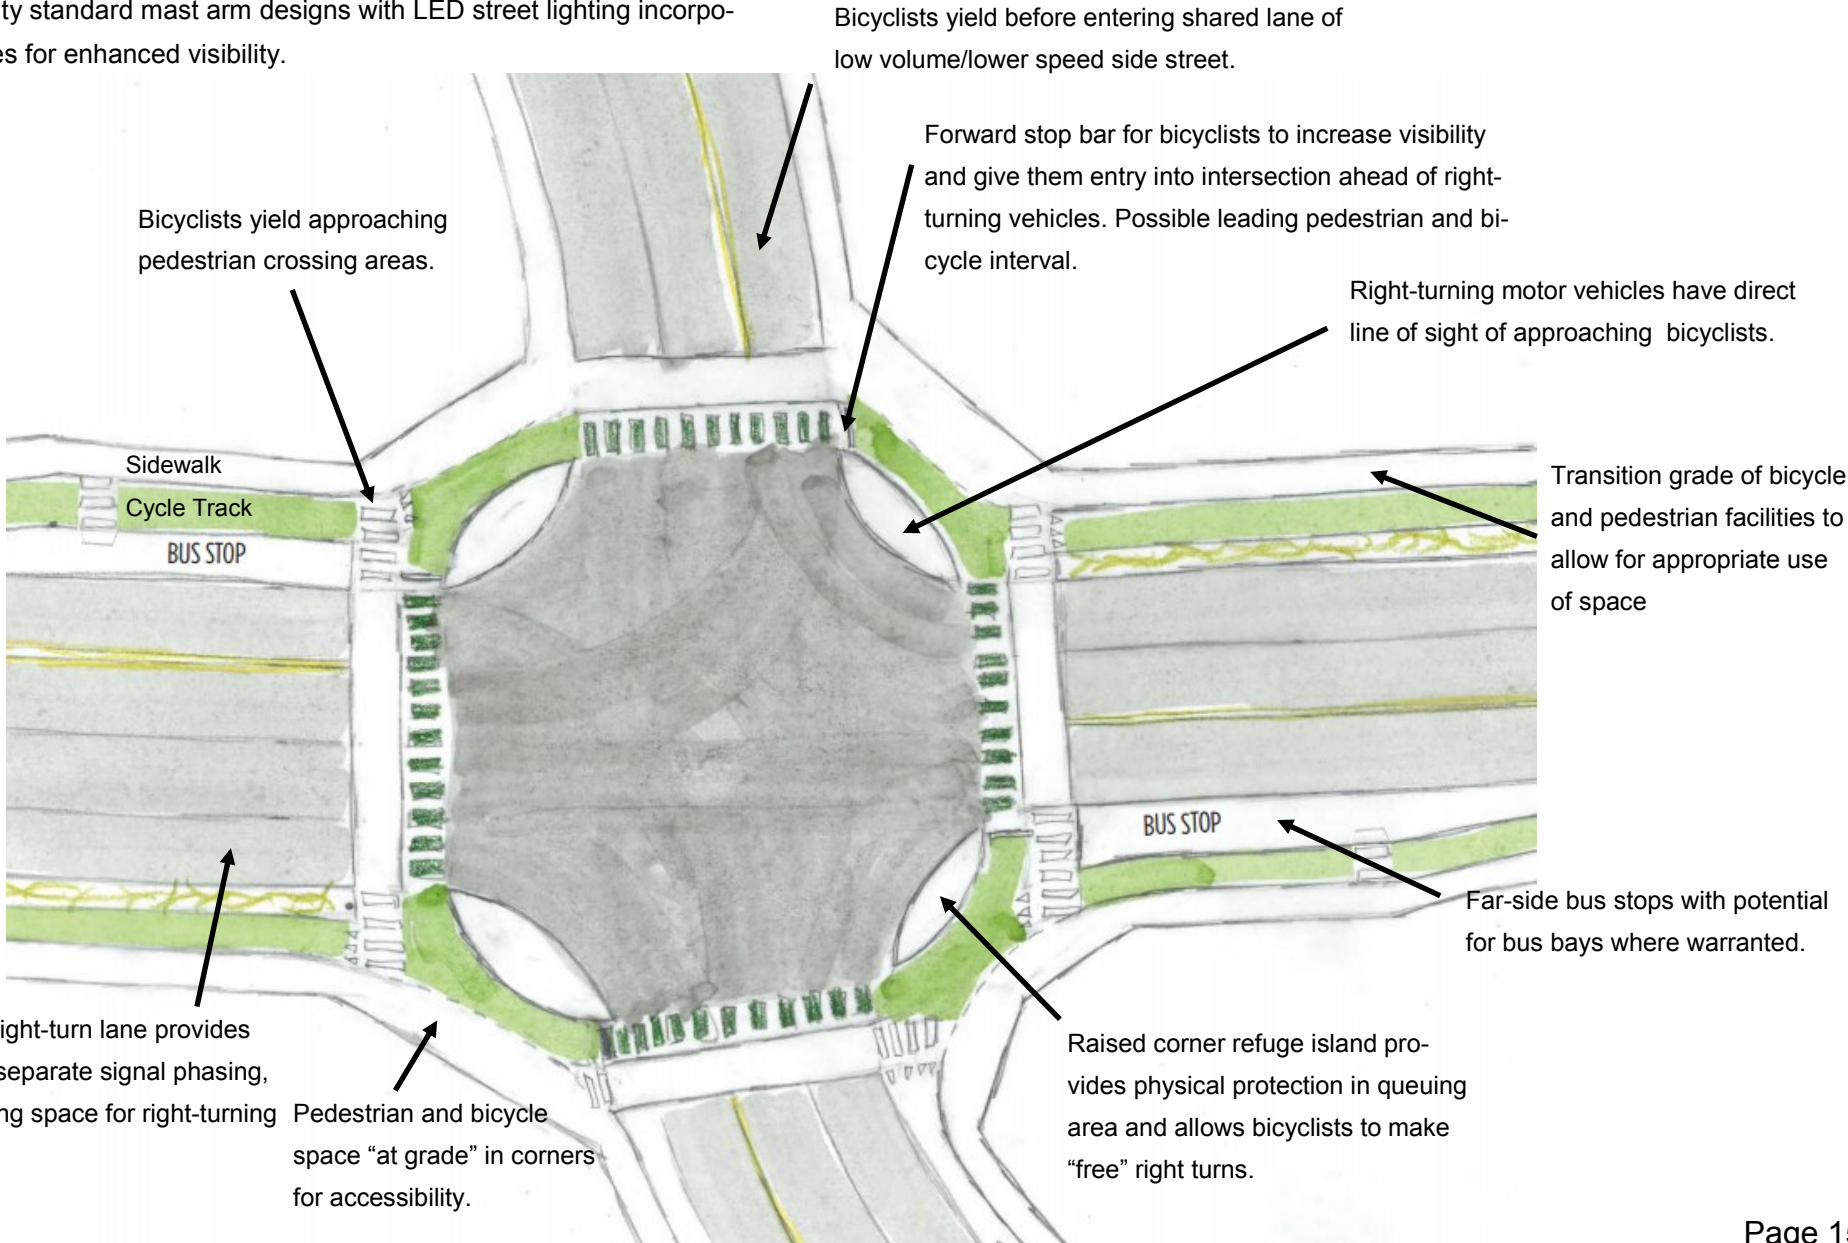 ty standard mast arm designs with LED street lighting incorpo-
es for enhanced visibility.
Bicyclists yield before entering shared lane of
low volume/lower speed side street.
Forward stop bar for bicyclists to increase visibility
and give them entry into intersection ahead of right-
turning vehicles. Possible leading pedestrian and bi-
cycle interval.
Bicyclists yield approaching
pedestrian crossing areas.
Right-turning motor vehicles have direct
line of sight of approaching bicyclists.
Sidewalk
Cycle Track
BUS STOP
Transition grade of bicycle
and pedestrian facilities to
allow for appropriate use
of space
BUS STOP
Far-side bus stops with potential
for bus bays where warranted.
ight-turn lane provides
separate signal phasing,
ng space for right-turning
Pedestrian and bicycle
space “at grade” in corners
for accessibility.
Raised corner refuge island pro-
vides physical protection in queuing
area and allows bicyclists to make
“free” right turns.
Page 1